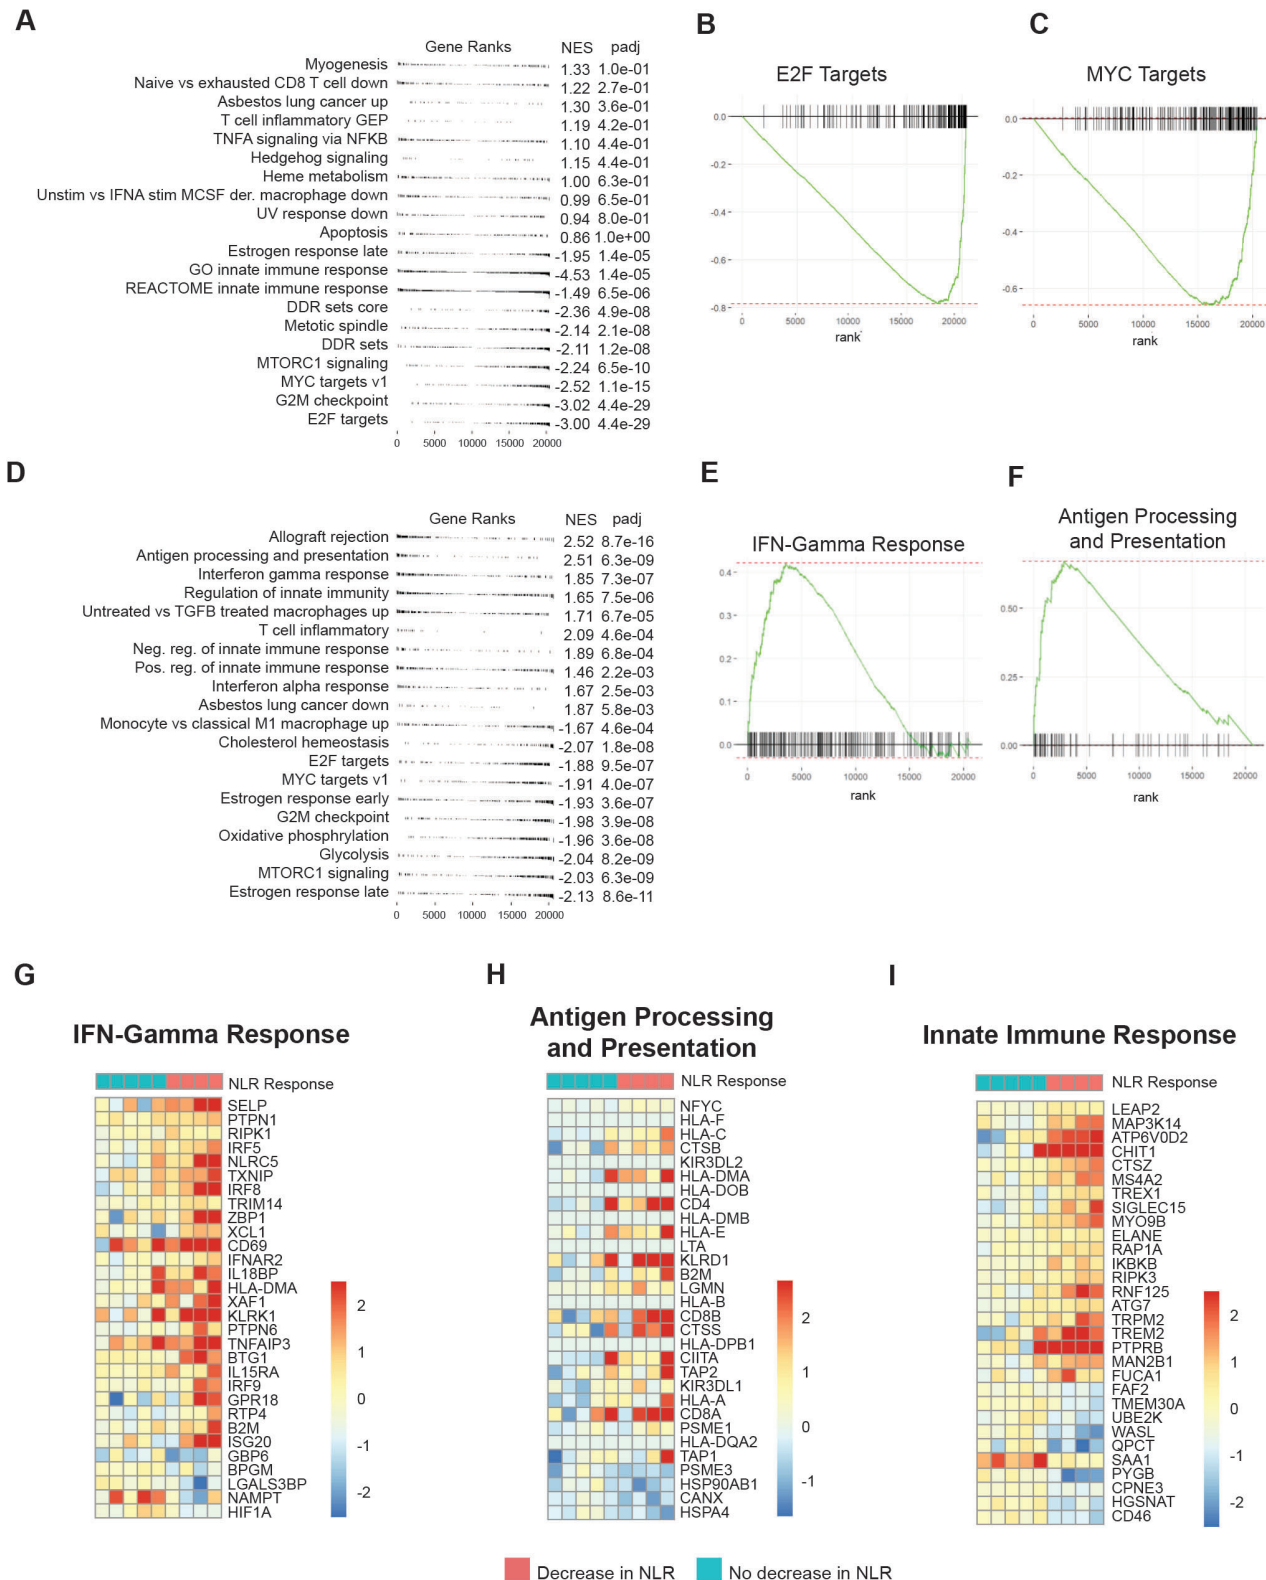 A
Gene Ranks NES padj
Myogenesis 1.33 1.0e-01
Naive vs exhausted CD8 T cell down 1.22 2.7e-01
Asbestos lung cancer up 1.30 3.6e-01
T cell inflammatory GEP 1.19 4.2e-01
TNFA signaling via NFKB 1.10 4.4e-01
Hedgehog signaling 1.15 4.4e-01
Heme metabolism 1.00 6.3e-01
Unstim vs IFNA stim MCSF der. macrophage down 0.99 6.5e-01
UV response down 0.94 8.0e-01
Apoptosis 0.86 1.0e+00
Estrogen response late -1.95 1.4e-05
GO innate immune response -4.53 1.4e-05
REACTOME innate immune response -1.49 6.5e-06
DDR sets core -2.36 4.9e-08
Metotic spindle -2.14 2.1e-08
DDR sets -2.11 1.2e-08
MTORC1 signaling -2.24 6.5e-10
MYC targets v1 -2.52 1.1e-15
G2M checkpoint -3.02 4.4e-29
E2F targets -3.00 4.4e-29
0 5000 10000 15000 20000
B
E2F Targets
0.0
-0.2
-0.4
-0.6
-0.8
0 5000 10000 15000 20000
rank
C
MYC Targets
0.0
-0.2
-0.4
-0.6
0 5000 10000 15000 20000
rank
D
Gene Ranks NES padj
Allograft rejection 2.52 8.7e-16
Antigen processing and presentation 2.51 6.3e-09
Interferon gamma response 1.85 7.3e-07
Regulation of innate immunity 1.65 7.5e-06
Untreated vs TGFB treated macrophages up 1.71 6.7e-05
T cell inflammatory 2.09 4.6e-04
Neg. reg. of innate immune response 1.89 6.8e-04
Pos. reg. of innate immune response 1.46 2.2e-03
Interferon alpha response 1.67 2.5e-03
Asbestos lung cancer down 1.87 5.8e-03
Monocyte vs classical M1 macrophage up -1.67 4.6e-04
Cholesterol hemeostasis -2.07 1.8e-08
E2F targets -1.88 9.5e-07
MYC targets v1 -1.91 4.0e-07
Estrogen response early -1.93 3.6e-07
G2M checkpoint -1.98 3.9e-08
Oxidative phosphrylation -1.96 3.6e-08
Glycolysis -2.04 8.2e-09
MTORC1 signaling -2.03 6.3e-09
Estrogen response late -2.13 8.6e-11
0 5000 10000 15000 20000
E
IFN-Gamma Response
0.4
0.3
0.2
0.1
0.0
0 5000 10000 15000 20000
rank
F
Antigen Processing
and Presentation
0.50
0.25
0.00
0 5000 10000 15000 20000
rank
G
IFN-Gamma Response
NLR Response
SELP
PTPN1
RIPK1
IRF5
NLRC5
TXNIP
IRF8
TRIM14
ZBP1
XCL1
CD69
IFNAR2
IL18BP
HLA-DMA
XAF1
KLRK1
PTPN6
TNFAIP3
BTG1
IL15RA
IRF9
GPR18
RTP4
B2M
ISG20
GBP6
BPGM
LGALS3BP
NAMPT
HIF1A
2
1
0
-1
-2
H
Antigen Processing
and Presentation
NLR Response
NFYC
HLA-F
HLA-C
CTSB
KIR3DL2
HLA-DMA
HLA-DOB
CD4
HLA-DMB
HLA-E
LTA
KLRD1
B2M
LGMN
HLA-B
CD8B
CTSS
HLA-DPB1
CIITA
TAP2
KIR3DL1
HLA-A
CD8A
PSME1
HLA-DQA2
TAP1
PSME3
HSP90AB1
CANX
HSPA4
2
1
0
-1
I
Innate Immune Response
NLR Response
LEAP2
MAP3K14
ATP6V0D2
CHIT1
CTSZ
MS4A2
TREX1
SIGLEC15
MYO9B
ELANE
RAP1A
IKBKB
RIPK3
RNF125
ATG7
TRPM2
TREM2
PTPRB
MAN2B1
FUCA1
FAF2
TMEM30A
UBE2K
WASL
QPCT
SAA1
PYGB
CPNE3
HGSNAT
CD46
2
1
0
-1
-2
Decrease in NLR No decrease in NLR